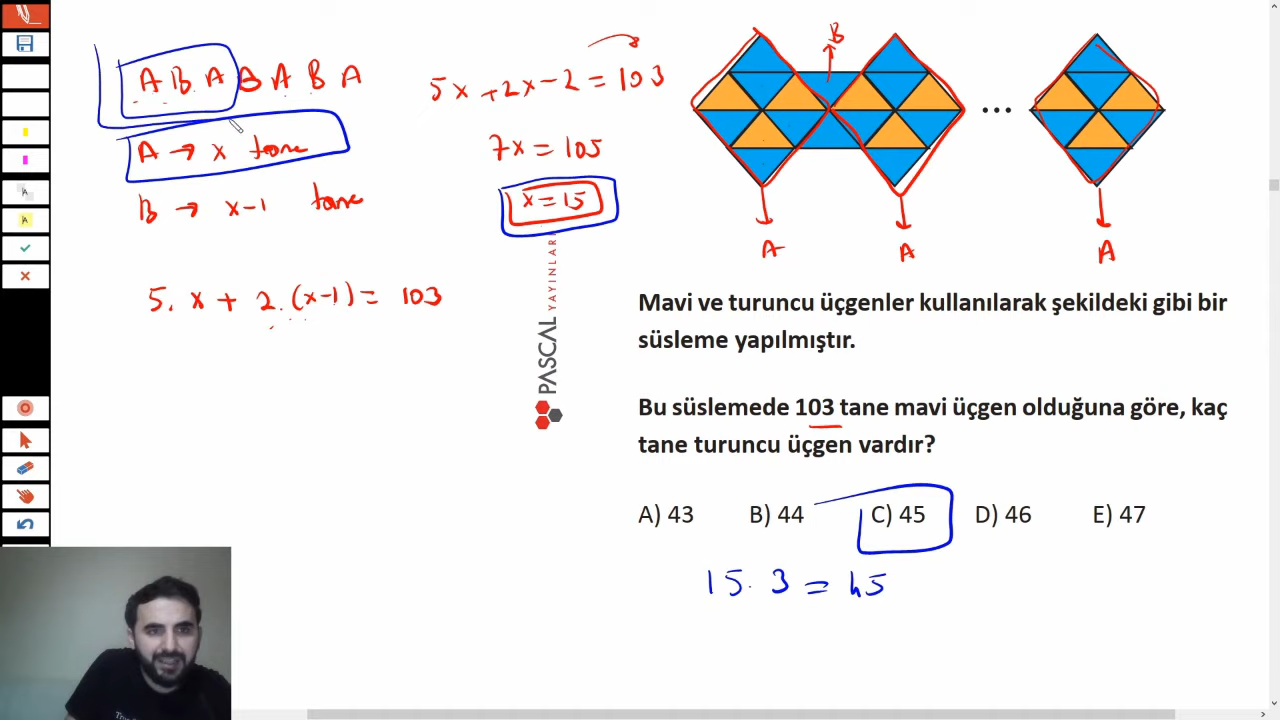 A B A B A B A
A → x tane
B → x-1 tane
5. x + 2. (x-1) = 103
5x + 2x - 2 = 103
7x = 105
x = 15
B
A A A
PASCAL YAYINLARI
Mavi ve turuncu üçgenler kullanılarak şekildeki gibi bir
süsleme yapılmıştır.
Bu süslemede 103 tane mavi üçgen olduğuna göre, kaç
tane turuncu üçgen vardır?
A) 43 B) 44 C) 45 D) 46 E) 47
15. 3 = 45